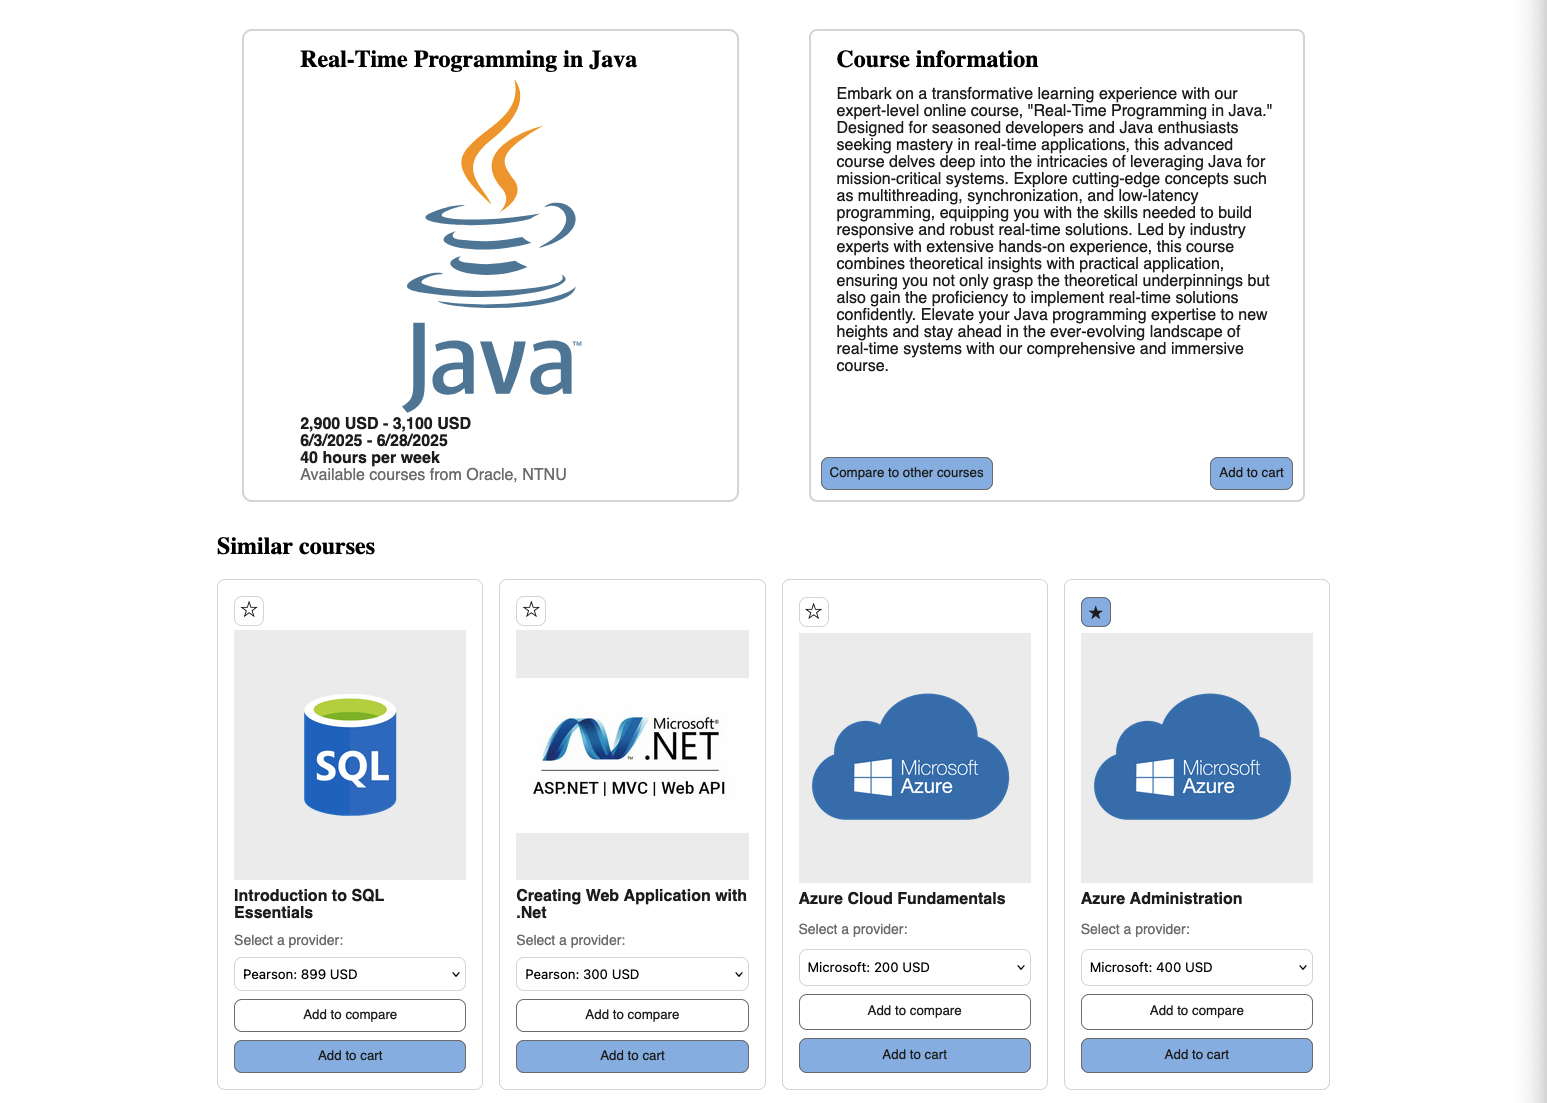 Real-Time Programming in Java
Java™
2,900 USD - 3,100 USD
6/3/2025 - 6/28/2025
40 hours per week
Available courses from Oracle, NTNU
Course information
Embark on a transformative learning experience with our
expert-level online course, "Real-Time Programming in Java."
Designed for seasoned developers and Java enthusiasts
seeking mastery in real-time applications, this advanced
course delves deep into the intricacies of leveraging Java for
mission-critical systems. Explore cutting-edge concepts such
as multithreading, synchronization, and low-latency
programming, equipping you with the skills needed to build
responsive and robust real-time solutions. Led by industry
experts with extensive hands-on experience, this course
combines theoretical insights with practical application,
ensuring you not only grasp the theoretical underpinnings but
also gain the proficiency to implement real-time solutions
confidently. Elevate your Java programming expertise to new
heights and stay ahead in the ever-evolving landscape of
real-time systems with our comprehensive and immersive
course.
Compare to other courses
Add to cart
Similar courses
SQL
Introduction to SQL
Essentials
Select a provider:
Pearson: 899 USD
Add to compare
Add to cart
Microsoft®
.NET
ASP.NET | MVC | Web API
Creating Web Application with
.Net
Select a provider:
Pearson: 300 USD
Add to compare
Add to cart
Microsoft
Azure
Azure Cloud Fundamentals
Select a provider:
Microsoft: 200 USD
Add to compare
Add to cart
Microsoft
Azure
Azure Administration
Select a provider:
Microsoft: 400 USD
Add to compare
Add to cart